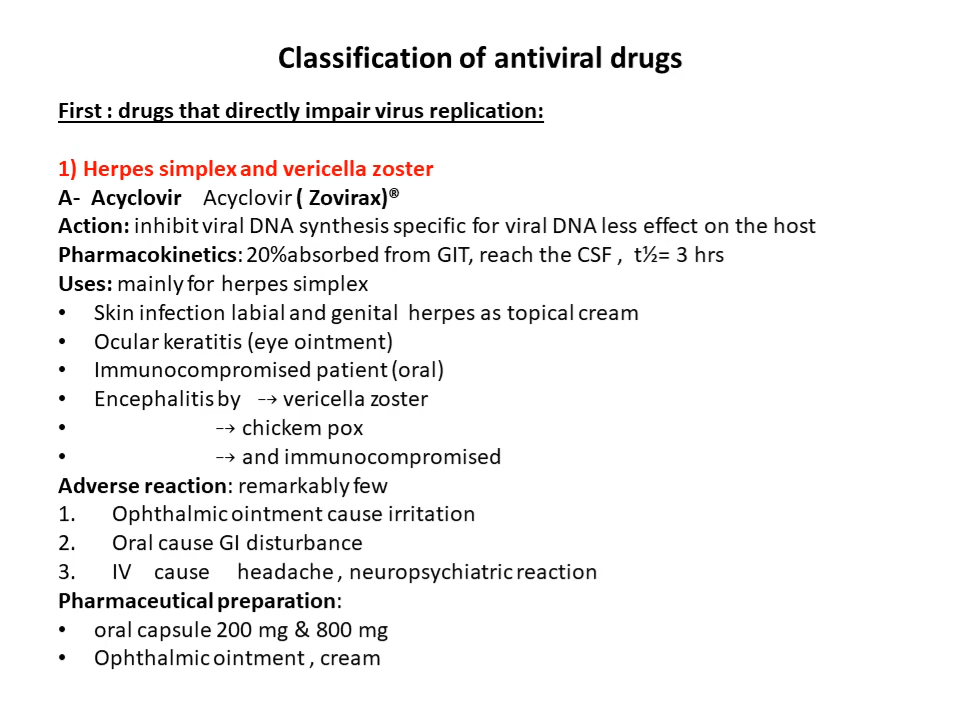 Classification of antiviral drugs
First : drugs that directly impair virus replication:
1) Herpes simplex and vericella zoster
A- Acyclovir Acyclovir ( Zovirax)®
Action: inhibit viral DNA synthesis specific for viral DNA less effect on the host
Pharmacokinetics: 20%absorbed from GIT, reach the CSF , t½= 3 hrs
Uses: mainly for herpes simplex
• Skin infection labial and genital herpes as topical cream
• Ocular keratitis (eye ointment)
• Immunocompromised patient (oral)
• Encephalitis by --→ vericella zoster
• --→ chickem pox
• --→ and immunocompromised
Adverse reaction: remarkably few
1. Ophthalmic ointment cause irritation
2. Oral cause GI disturbance
3. IV cause headache , neuropsychiatric reaction
Pharmaceutical preparation:
• oral capsule 200 mg & 800 mg
• Ophthalmic ointment , cream